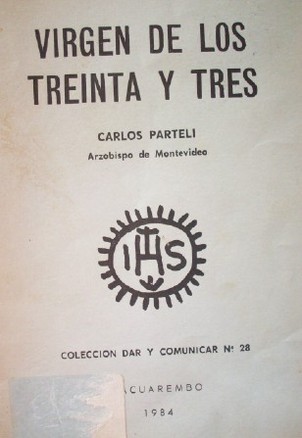 VIRGEN DE LOS
TREINTA Y TRES
CARLOS PARTELI
Arzobispo de Montevideo
IHS
COLECCION DAR Y COMUNICAR Nº 28
ACUAREMBO
1984